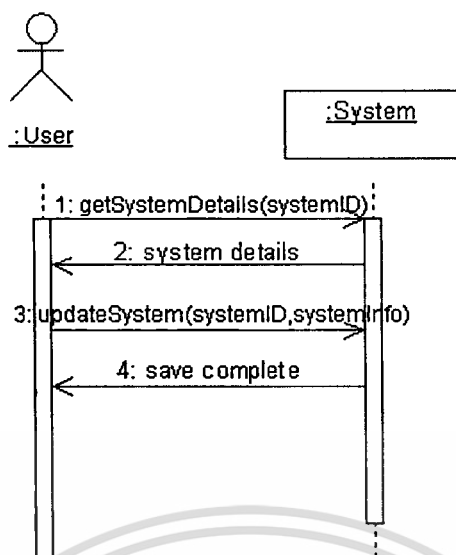 :User
:System
1: getSystemDetails(systemID)
2: system details
3: updateSystem(systemID,systemInfo)
4: save complete